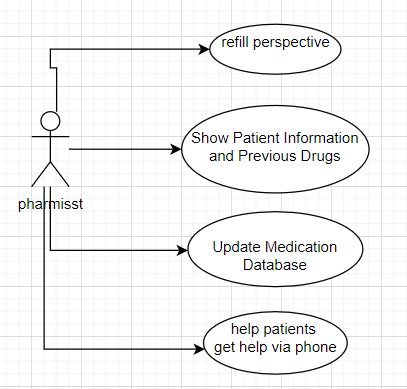 refill perspective
Show Patient Information
and Previous Drugs
pharmisst
Update Medication
Database
help patients
get help via phone